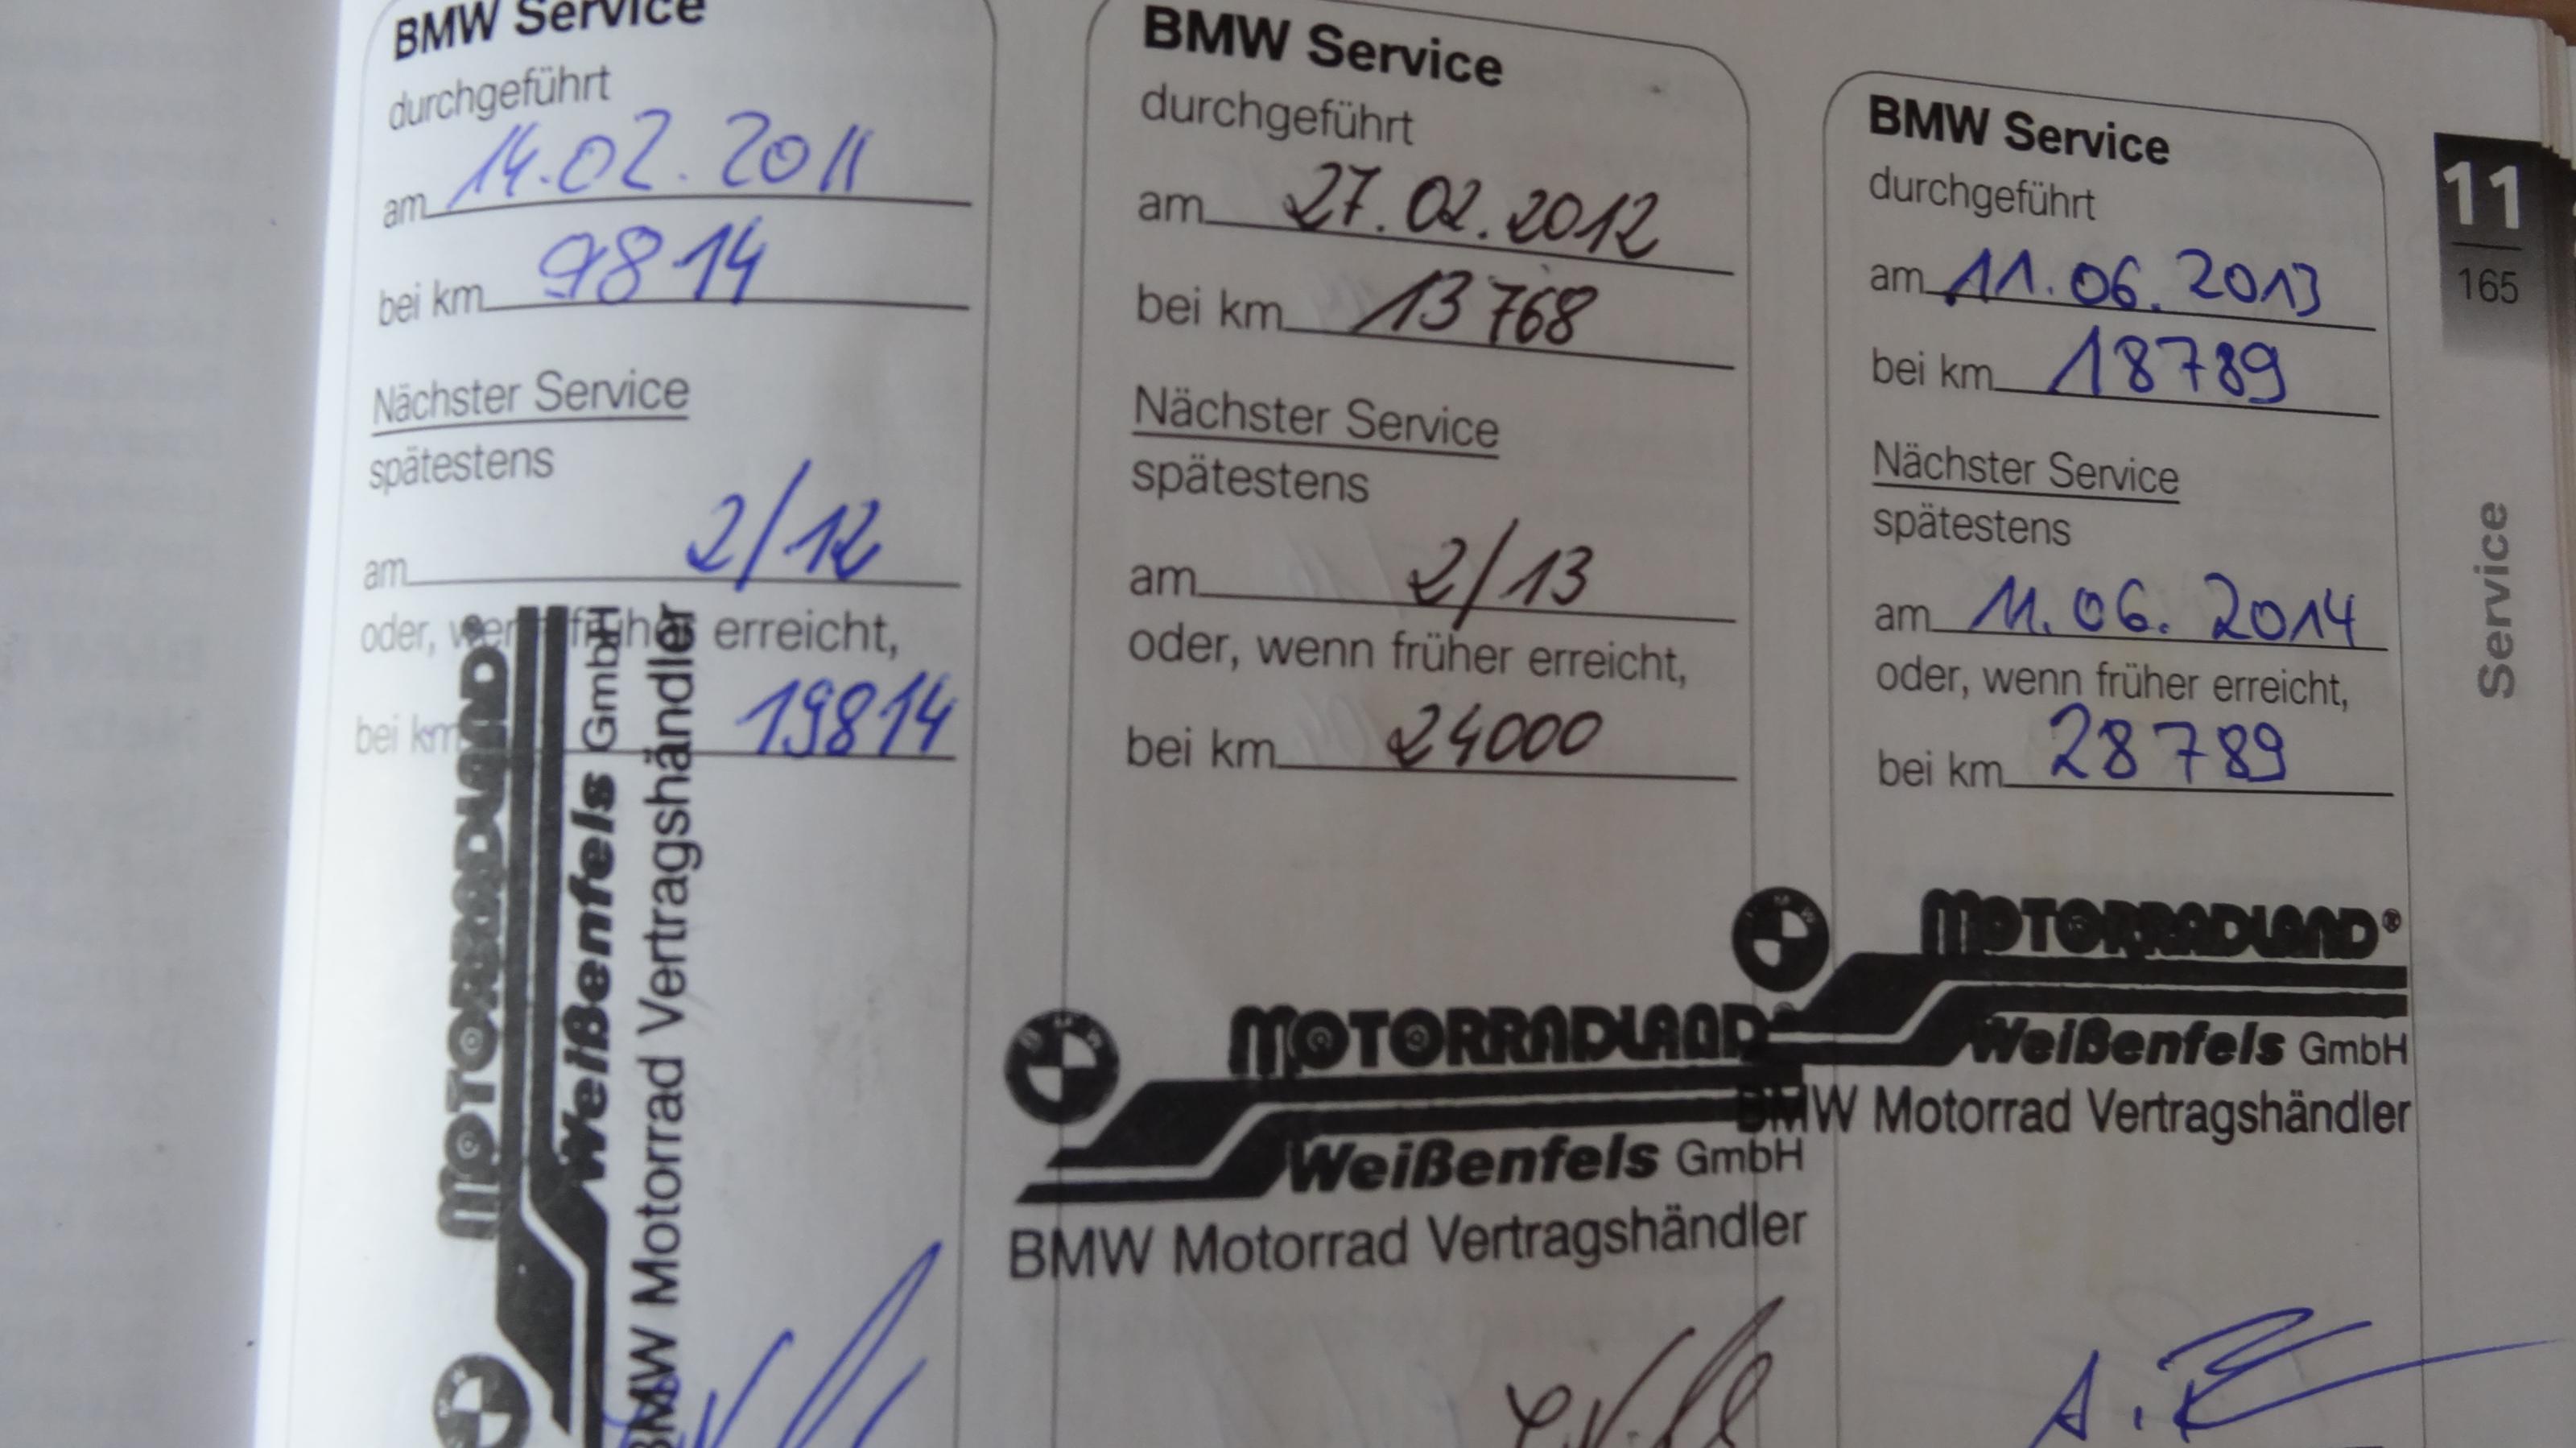 BMW Service
durchgeführt
am 14.02.2011
bei km 9814
Nächster Service
spätestens
am 2/12
oder, wenn früher erreicht,
bei km 19814
MOTORRADLAND®
Weißenfels GmbH
BMW Motorrad Vertragshändler
BMW Service
durchgeführt
am 27.02.2012
bei km 13768
Nächster Service
spätestens
am 2/13
oder, wenn früher erreicht,
bei km 24000
MOTORRADLAND®
Weißenfels GmbH
BMW Motorrad Vertragshändler
BMW Service
durchgeführt
am 11.06.2013
bei km 18789
Nächster Service
spätestens
am 11.06.2014
oder, wenn früher erreicht,
bei km 28789
MOTORRADLAND®
Weißenfels GmbH
BMW Motorrad Vertragshändler
11
165
Service